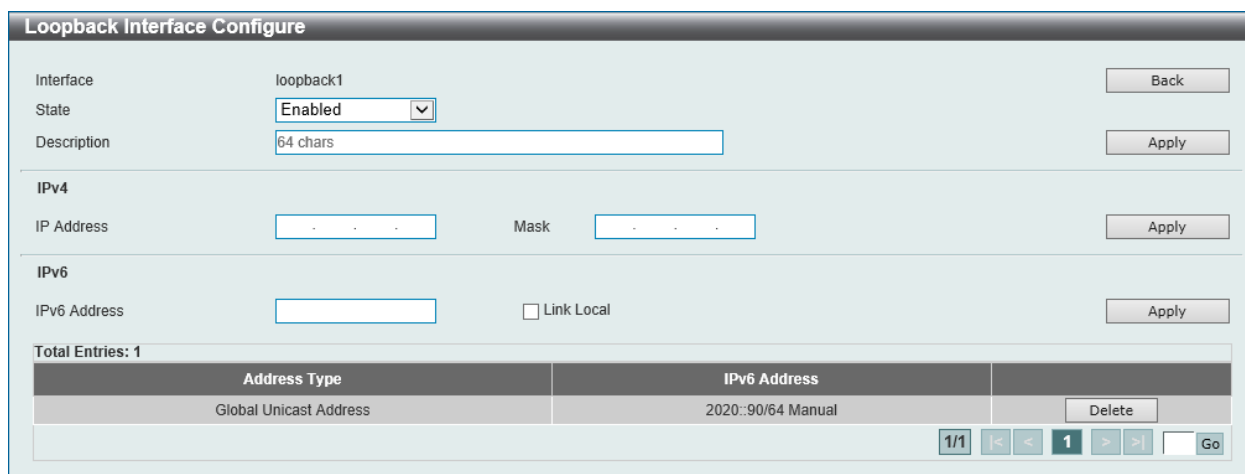 Loopback Interface Configure
Interface loopback1 Back
State Enabled
Description 64 chars Apply
IPv4
IP Address . . . Mask . . . Apply
IPv6
IPv6 Address Link Local Apply
Total Entries: 1
Address Type IPv6 Address
Global Unicast Address 2020::90/64 Manual Delete
1/1 |< < 1 > >| Go